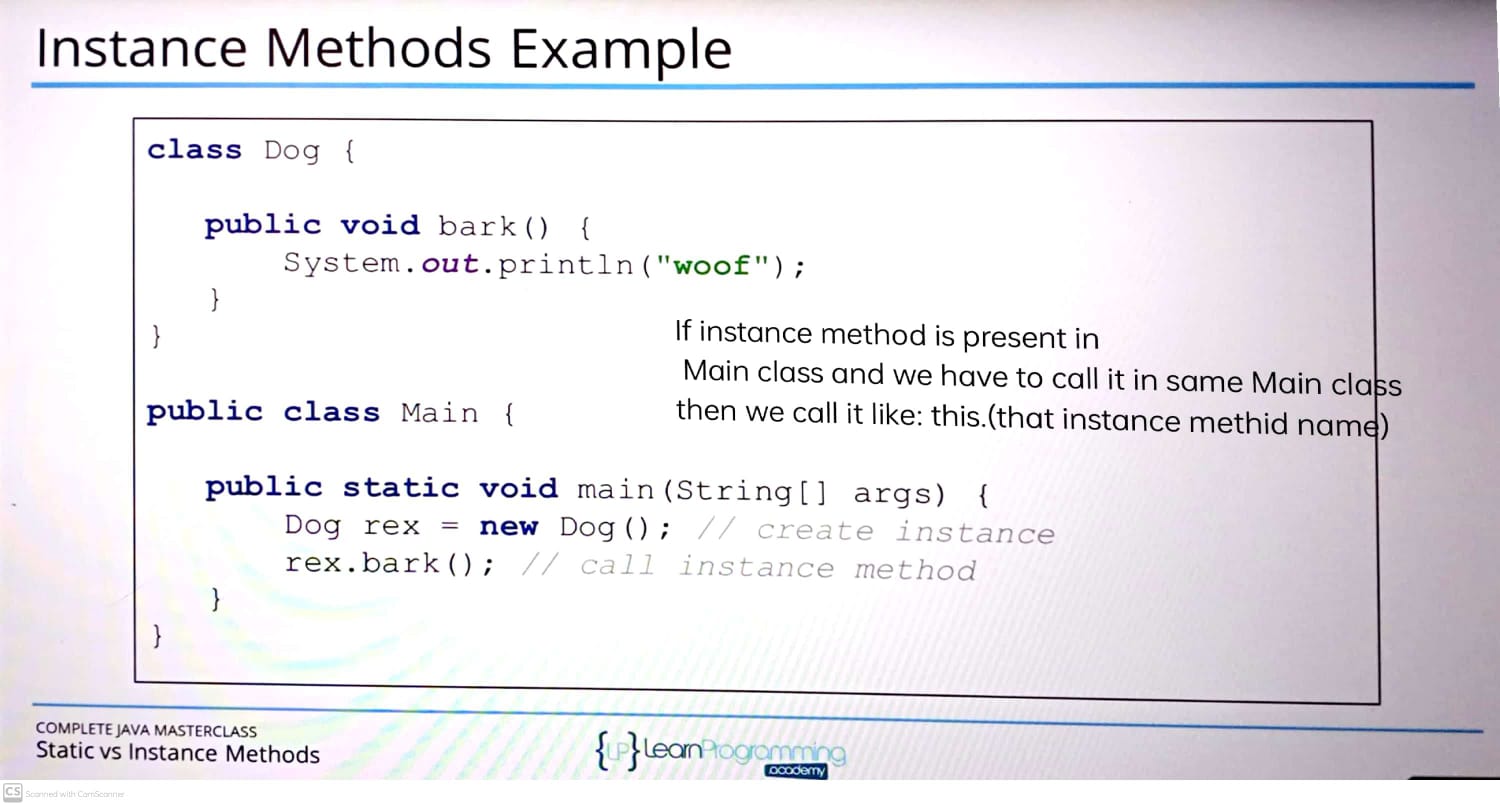 Instance Methods Example
class Dog {
public void bark() {
System.out.println("woof");
}
}
If instance method is present in
Main class and we have to call it in same Main class
then we call it like: this.(that instance methid name)
public class Main {
public static void main(String[] args) {
Dog rex = new Dog(); // create instance
rex.bark(); // call instance method
}
}
COMPLETE JAVA MASTERCLASS
Static vs Instance Methods
{LP} LearnProgramming
academy
CS Scanned with CamScanner